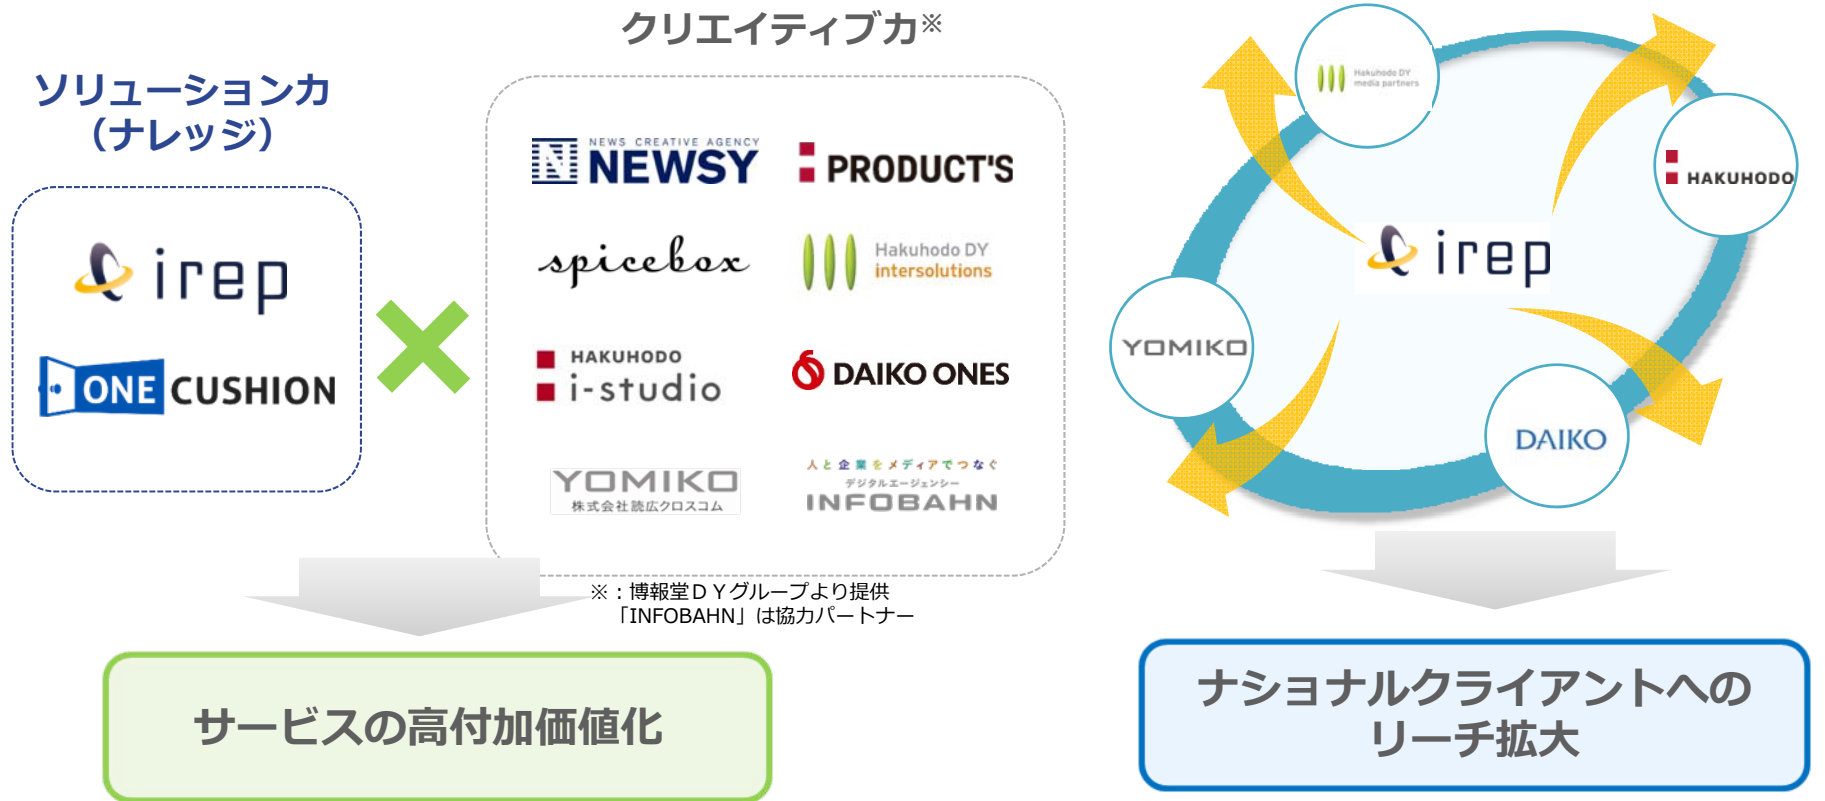 クリエイティブ力※
ソリューション力
（ナレッジ）
irep
ONE CUSHION
NEWS CREATIVE AGENCY
N NEWSY
PRODUCT'S
spicebox
Hakuhodo DY
intersolutions
HAKUHODO
i-studio
DAIKO ONES
YOMIKO
株式会社読広クロスコム
人と企業をメディアでつなぐ
デジタルエージェンシー
INFOBAHN
※：博報堂ＤＹグループより提供
「INFOBAHN」は協力パートナー
サービスの高付加価値化
Hakuhodo DY
media partners
HAKUHODO
irep
YOMIKO
DAIKO
ナショナルクライアントへの
リーチ拡大